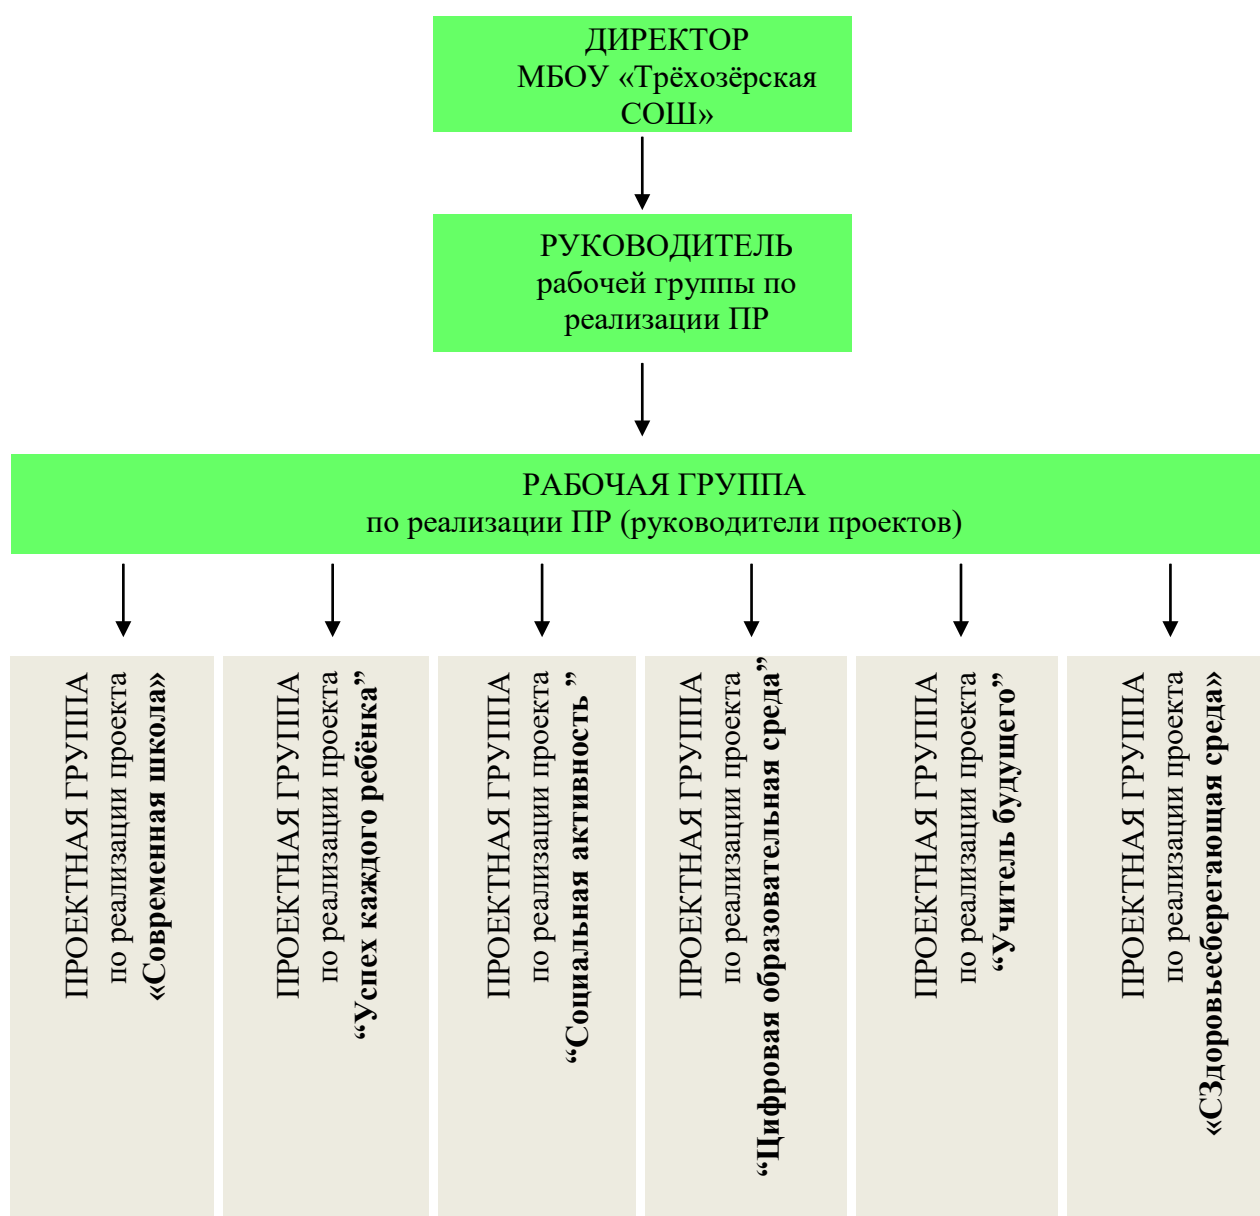 ДИРЕКТОР
МБОУ «Трёхозёрская
СОШ»
РУКОВОДИТЕЛЬ
рабочей группы по
реализации ПР
РАБОЧАЯ ГРУППА
по реализации ПР (руководители проектов)
ПРОЕКТНАЯ ГРУППА
по реализации проекта
«Современная школа»
ПРОЕКТНАЯ ГРУППА
по реализации проекта
“Успех каждого ребёнка”
ПРОЕКТНАЯ ГРУППА
по реализации проекта
“Социальная активность ”
ПРОЕКТНАЯ ГРУППА
по реализации проекта
“Цифровая образовательная среда”
ПРОЕКТНАЯ ГРУППА
по реализации проекта
“Учитель будущего”
ПРОЕКТНАЯ ГРУППА
по реализации проекта
«СЗдоровьесберегающая среда»